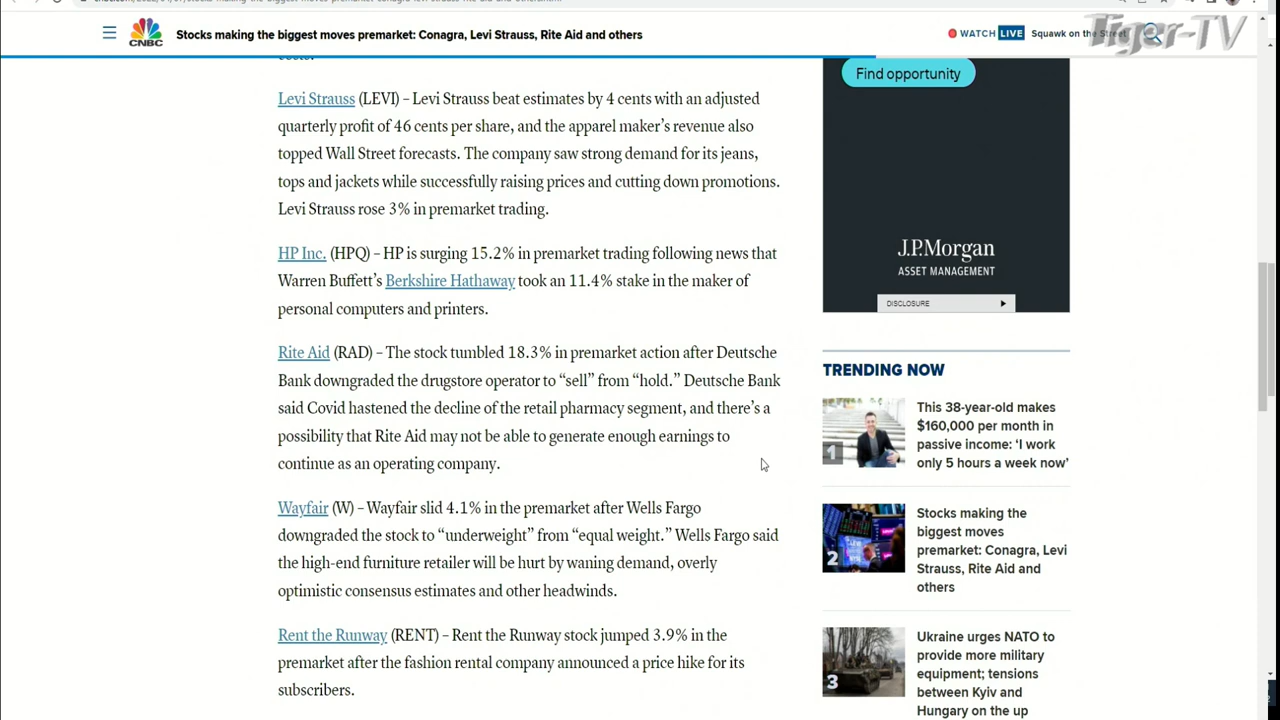 CNBC
Stocks making the biggest moves premarket: Conagra, Levi Strauss, Rite Aid and others
WATCH LIVE
Squawk on the Street
Tiger-TV
costs.
Levi Strauss (LEVI) – Levi Strauss beat estimates by 4 cents with an adjusted
quarterly profit of 46 cents per share, and the apparel maker’s revenue also
topped Wall Street forecasts. The company saw strong demand for its jeans,
tops and jackets while successfully raising prices and cutting down promotions.
Levi Strauss rose 3% in premarket trading.
HP Inc. (HPQ) – HP is surging 15.2% in premarket trading following news that
Warren Buffett’s Berkshire Hathaway took an 11.4% stake in the maker of
personal computers and printers.
Rite Aid (RAD) – The stock tumbled 18.3% in premarket action after Deutsche
Bank downgraded the drugstore operator to “sell” from “hold.” Deutsche Bank
said Covid hastened the decline of the retail pharmacy segment, and there’s a
possibility that Rite Aid may not be able to generate enough earnings to
continue as an operating company.
Wayfair (W) – Wayfair slid 4.1% in the premarket after Wells Fargo
downgraded the stock to “underweight” from “equal weight.” Wells Fargo said
the high-end furniture retailer will be hurt by waning demand, overly
optimistic consensus estimates and other headwinds.
Rent the Runway (RENT) – Rent the Runway stock jumped 3.9% in the
premarket after the fashion rental company announced a price hike for its
subscribers.
Find opportunity
J.P.Morgan
ASSET MANAGEMENT
DISCLOSURE
TRENDING NOW
1
This 38-year-old makes
$160,000 per month in
passive income: ‘I work
only 5 hours a week now’
2
Stocks making the
biggest moves
premarket: Conagra, Levi
Strauss, Rite Aid and
others
3
Ukraine urges NATO to
provide more military
equipment; tensions
between Kyiv and
Hungary on the up